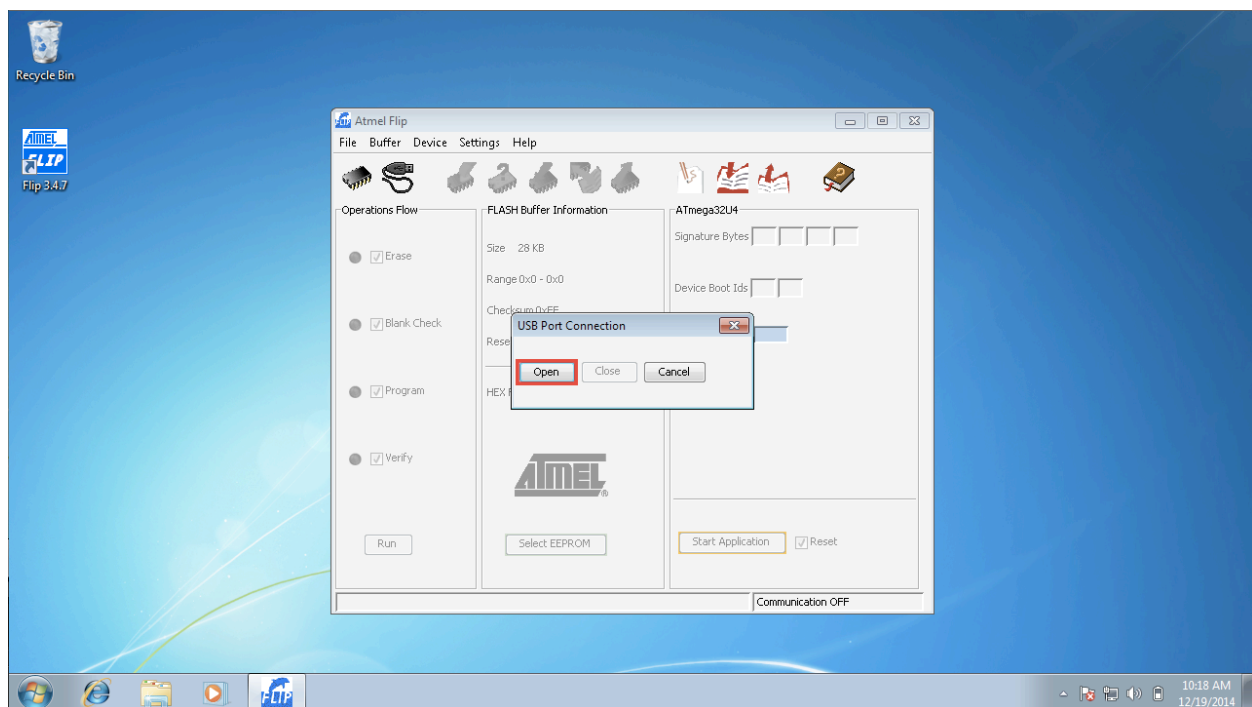 Recycle Bin
ATMEL
FLIP
Flip 3.4.7
Atmel Flip
File Buffer Device Settings Help
Operations Flow
Erase
Blank Check
Program
Verify
Run
FLASH Buffer Information
Size 28 KB
Range 0x0 - 0x0
Checksum 0xFF
Rese
HEX F
ATMEL
®
Select EEPROM
ATmega32U4
Signature Bytes
Device Boot Ids
Start Application
Reset
Communication OFF
USB Port Connection
Open Close Cancel
FLIP
10:18 AM
12/19/2014